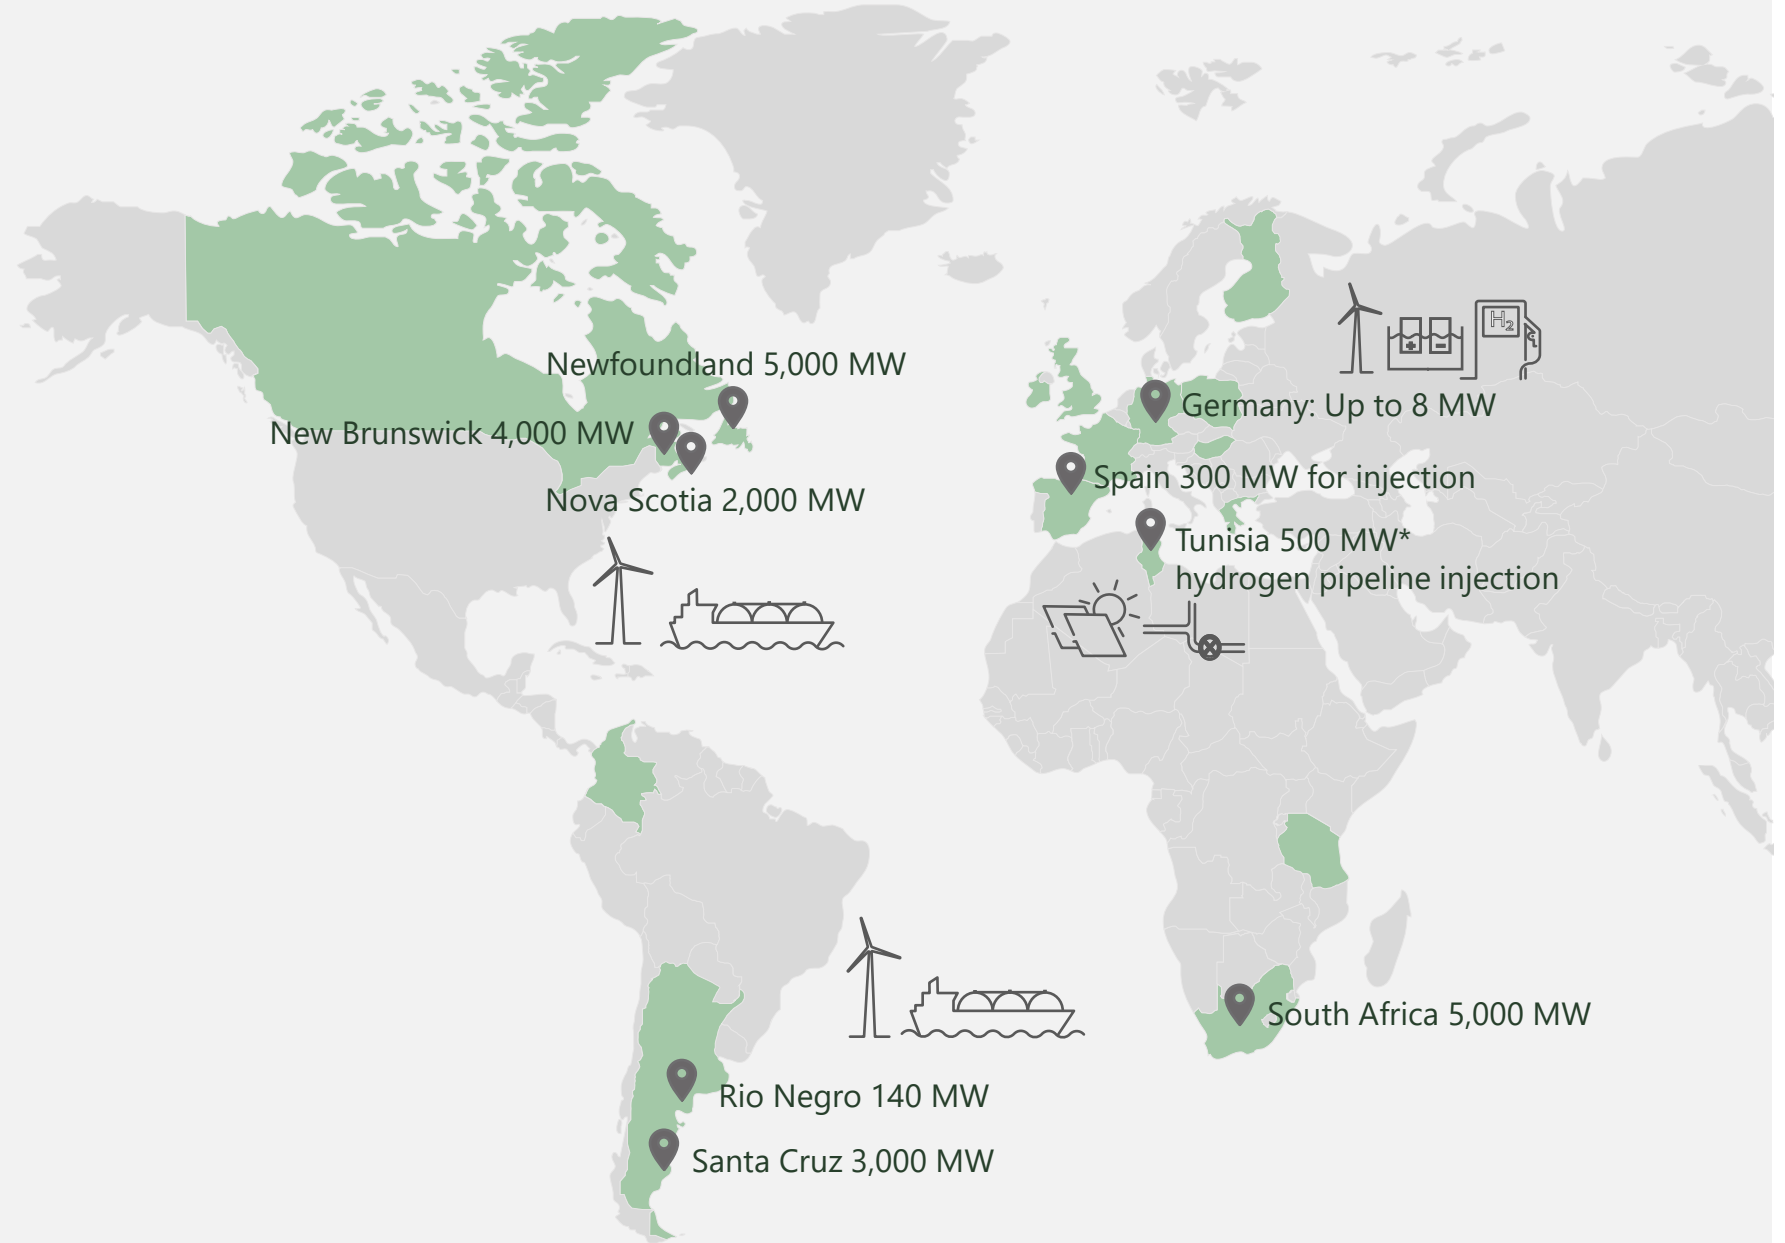 Newfoundland 5,000 MW
New Brunswick 4,000 MW
Nova Scotia 2,000 MW
H2
Germany: Up to 8 MW
Spain 300 MW for injection
Tunisia 500 MW*
hydrogen pipeline injection
South Africa 5,000 MW
Rio Negro 140 MW
Santa Cruz 3,000 MW